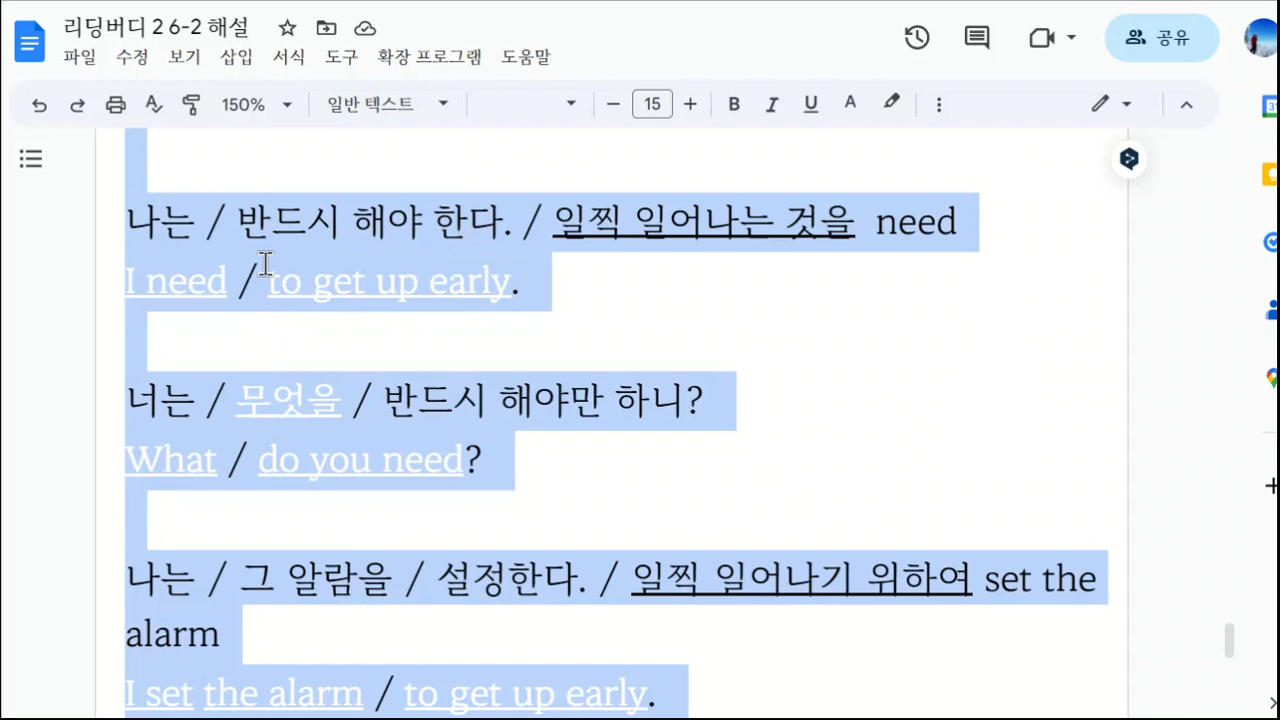 리딩버디 2 6-2 해설
파일 수정 보기 삽입 서식 도구 확장 프로그램 도움말
공유
150% 일반 텍스트 15 B I U A
나는 / 반드시 해야 한다. / 일찍 일어나는 것을 need
I need / to get up early.
너는 / 무엇을 / 반드시 해야만 하니?
What / do you need?
나는 / 그 알람을 / 설정한다. / 일찍 일어나기 위하여 set the
alarm
I set the alarm / to get up early.